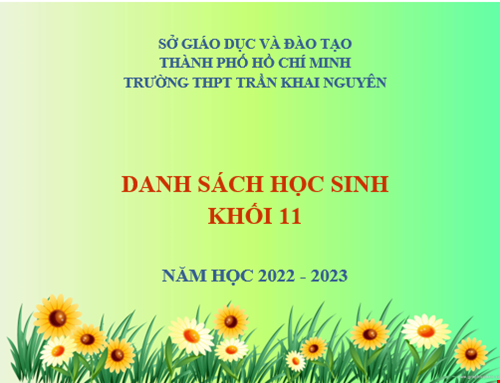 SỞ GIÁO DỤC VÀ ĐÀO TẠO
THÀNH PHỐ HỒ CHÍ MINH
TRƯỜNG THPT TRẦN KHAI NGUYÊN
DANH SÁCH HỌC SINH
KHỐI 11
NĂM HỌC 2022 - 2023